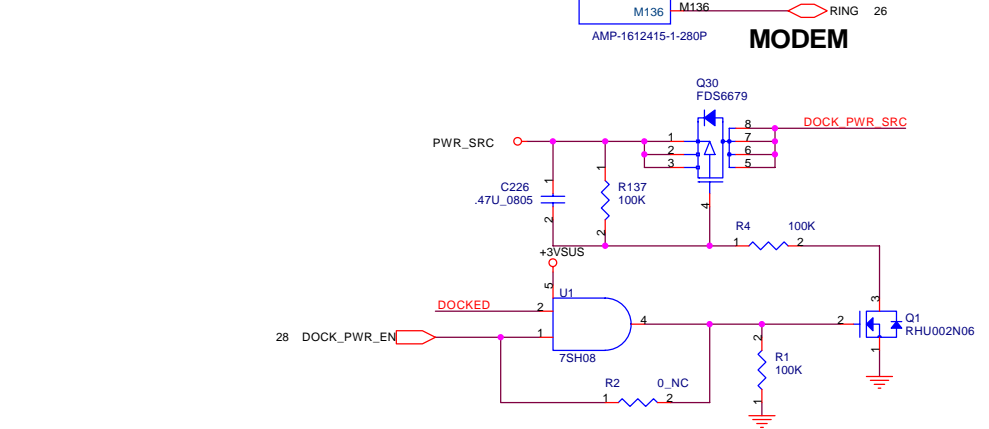 M136 M136 RING 26
AMP-1612415-1-280P MODEM
Q30
FDS6679
PWR_SRC 1 2 3 8 7 6 5 DOCK_PWR_SRC
C226
.47U_0805
1
2
R137
100K
1
2
4
R4 100K
1 2
+3VSUS
5
U1
DOCKED 2
28 DOCK_PWR_EN 1
4
7SH08
R2 0_NC
1 2
2
R1
100K
1
3
2
Q1
RHU002N06
1